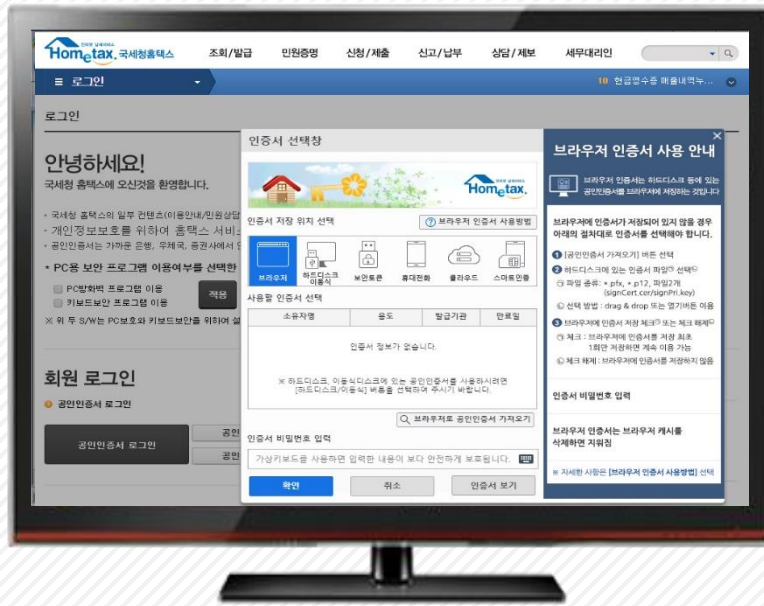 Hometax. 국세청홈택스
조회/발급 민원증명 신청/제출 신고/납부 상담/제보 세무대리인
≡ 로그인
10 현금영수증 매출내역누...
로그인
안녕하세요!
국세청 홈택스에 오신것을 환영합니다.
국세청 홈택스의 일부 컨텐츠(이용안내/민원상담
개인정보보호를 위하여 홈택스 서비스
공인인증서는 가까운 은행, 우체국, 증권사에서
* PC용 보안 프로그램 이용여부를 선택한
PC방화벽 프로그램 이용
키보드보안 프로그램 이용
적용
※ 위 두 S/W는 PC보호와 키보드보안을 위하여 설
회원 로그인
공인인증서 로그인
공인인증서 로그인
공인
공인
인증서 선택창
Hometax.
인증서 저장 위치 선택
? 브라우저 인증서 사용방법
브라우저 하드디스크 이동식 보안토큰 휴대전화 클라우드 스마트인증
사용할 인증서 선택
소유자명 용도 발급기관 만료일
인증서 정보가 없습니다.
※ 하드디스크, 이동식디스크에 있는 공인인증서를 사용하시려면
[하드디스크/이동식] 버튼을 선택하여 주시기 바랍니다.
브라우저로 공인인증서 가져오기
인증서 비밀번호 입력
가상키보드를 사용하면 입력한 내용이 보다 안전하게 보호됩니다.
확인 취소 인증서 보기
브라우저 인증서 사용 안내
브라우저 인증서는 하드디스크 등에 있는
공인인증서를 브라우저에 저장하는 것입니다
브라우저에 인증서가 저장되어 있지 않을 경우
아래의 절차대로 인증서를 선택해야 합니다.
1 [공인인증서 가져오기] 버튼 선택
2 하드디스크에 있는 인증서 파일 선택
파일 종류: *.pfx, *.p12, 파일2개
(signCert.cer/signPri.key)
선택 방법 : drag & drop 또는 열기버튼 이용
3 브라우저에 인증서 저장 체크 또는 체크 해제
체크 : 브라우저에 인증서를 저장 최초
1회만 저장하면 계속 이용 가능
체크 해제 : 브라우저에 인증서를 저장하지 않음
인증서 비밀번호 입력
브라우저 인증서는 브라우저 캐시를
삭제하면 지워짐
※ 자세한 사항은 [브라우저 인증서 사용방법] 선택